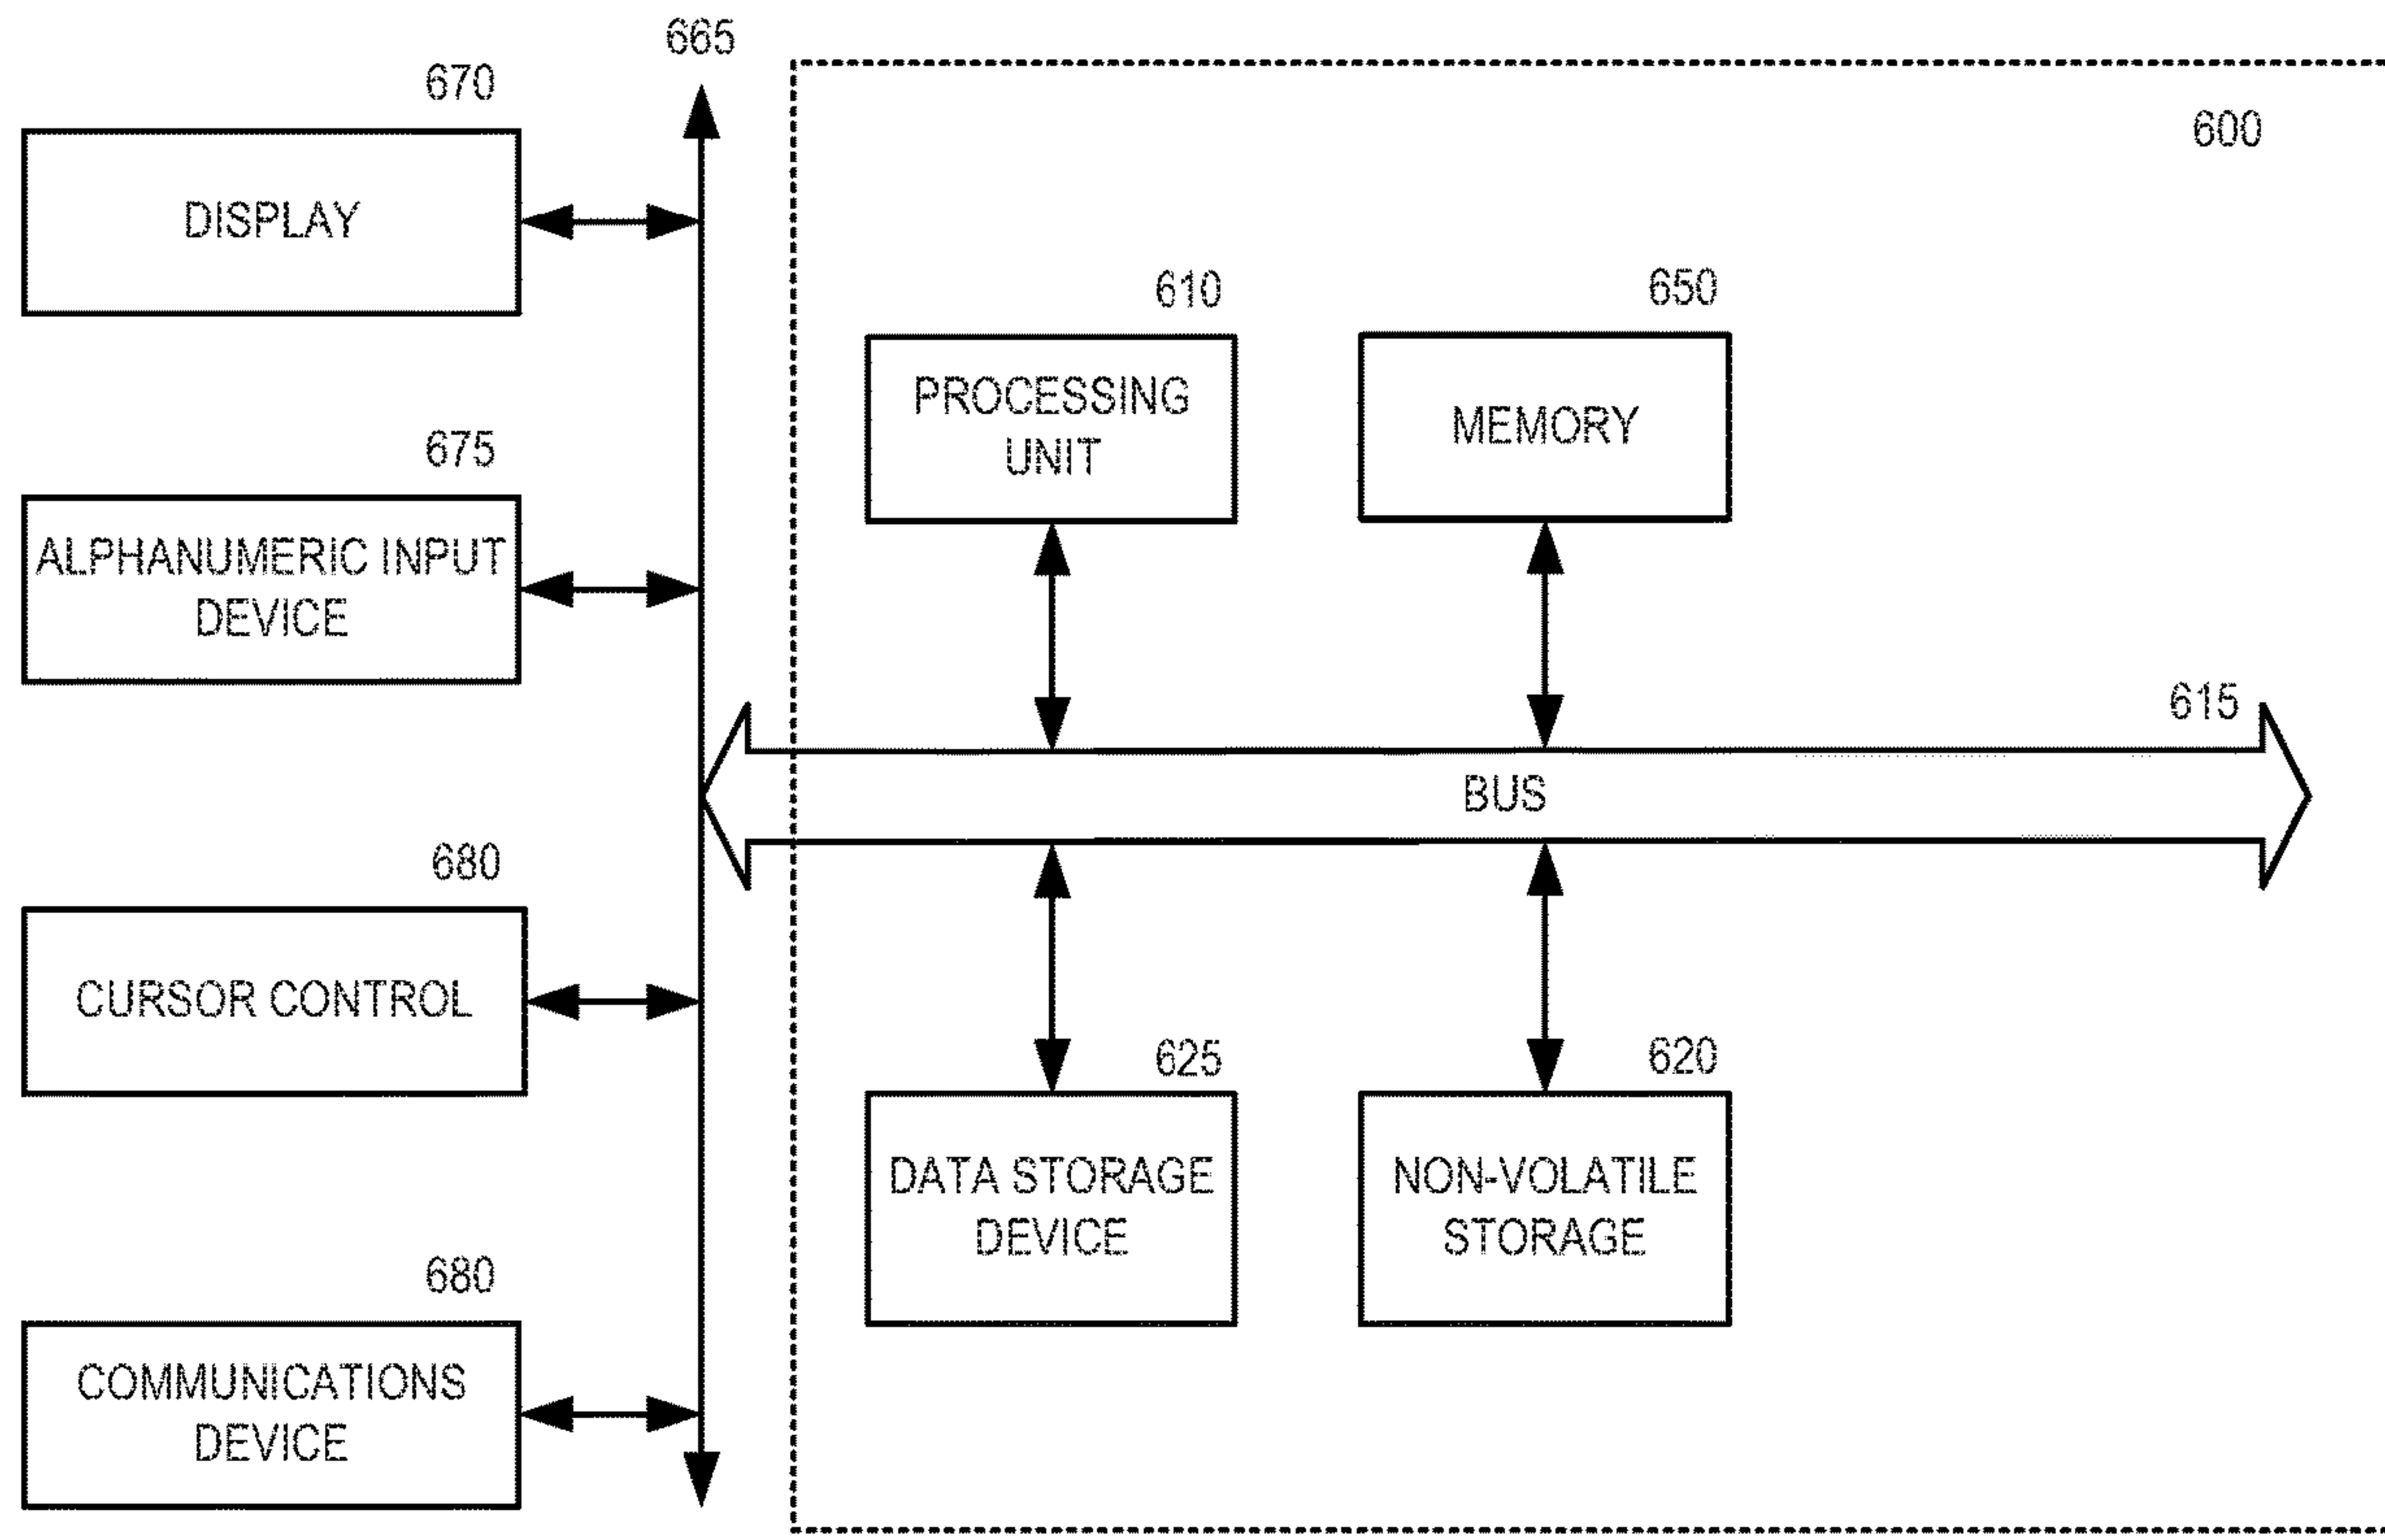 665
670
600
DISPLAY
610
650
PROCESSING
UNIT
MEMORY
675
ALPHANUMERIC INPUT
DEVICE
615
BUS
680
CURSOR CONTROL
625
620
DATA STORAGE
DEVICE
NON-VOLATILE
STORAGE
680
COMMUNICATIONS
DEVICE